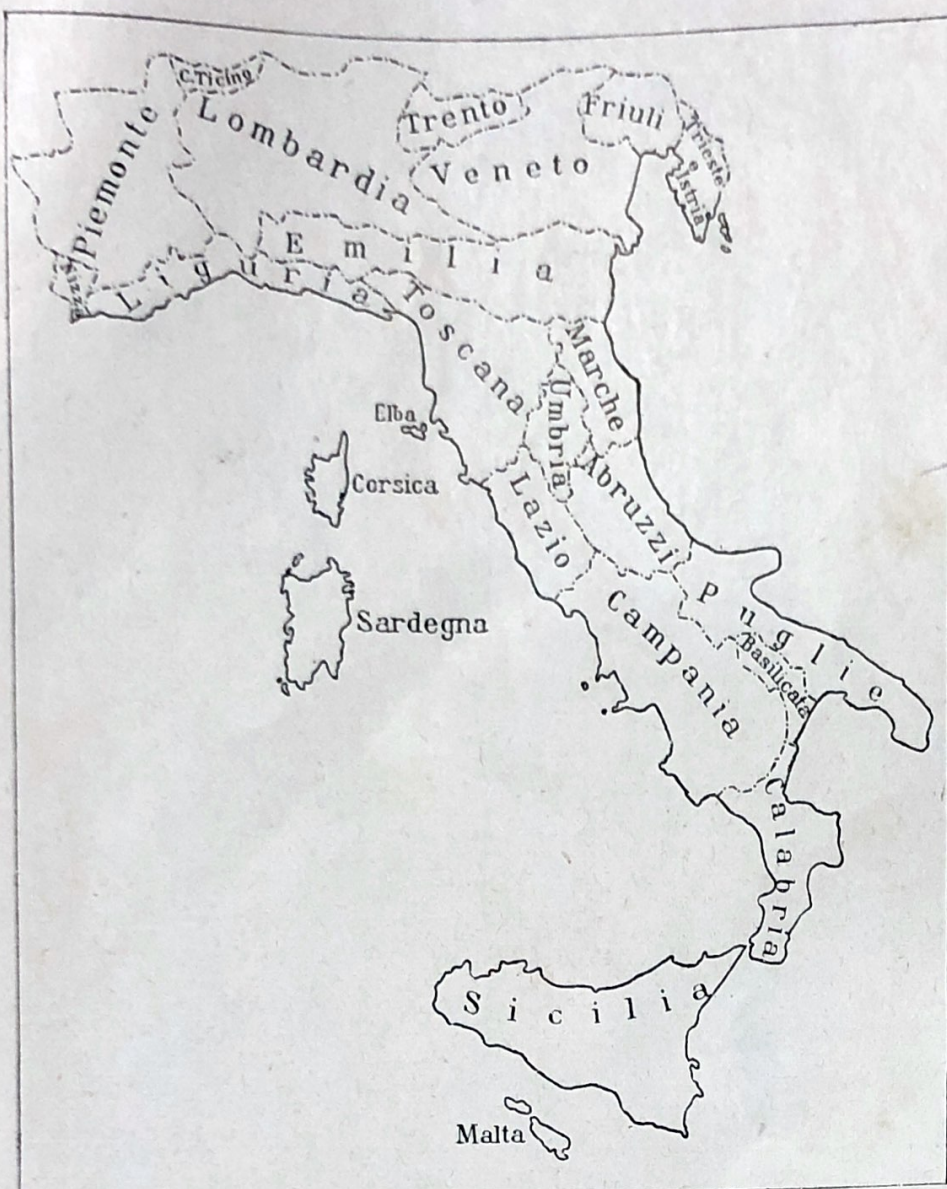 C. Ticino
Piemonte
Lombardia
Trento
Friuli
Veneto
Trieste
e
Istria
Nizza
Liguria
Emilia
Toscana
Marche
Umbria
Elba
Corsica
Lazio
Abruzzi
Sardegna
Campania
Puglie
Basilicata
Calabria
Sicilia
Malta